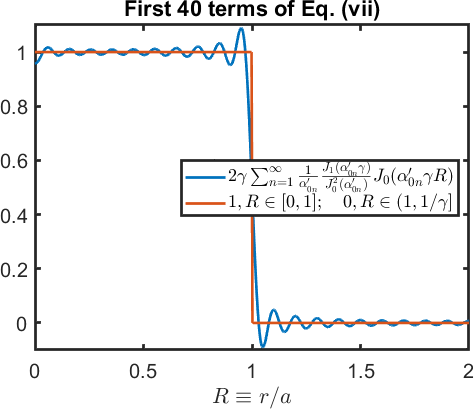 First 40 terms of Eq. (vii)
1
0.8
0.6
0.4
0.2
0
2γ ∑_{n=1}^{∞} \frac{1}{α′_{0n}} \frac{J_1(α′_{0n}γ)}{J_0^2(α′_{0n})} J_0(α′_{0n}γR)
1, R ∈ [0, 1]; 0, R ∈ (1, 1/γ]
0 0.5 1 1.5 2
R ≡ r/a